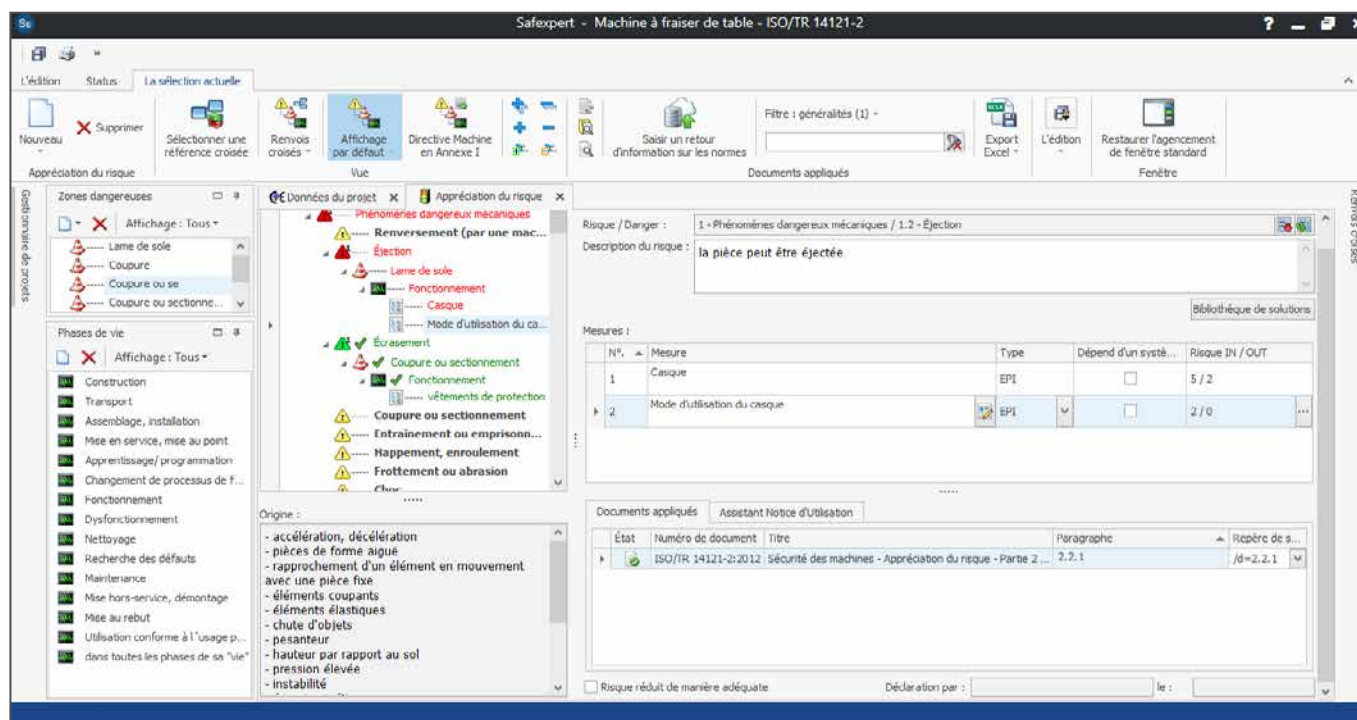 Se Safexpert - Machine à fraiser de table - ISO/TR 14121-2 ?
L'édition Status La sélection actuelle
Nouveau
Supprimer
Sélectionner une
référence croisée
Renvois
croisés
Affichage
par défaut
Directive Machine
en Annexe I
Saisir un retour
d'information sur les normes
Filtre : généralités (1) -
Export
Excel
L'édition
Restaurer l'agencement
de fenêtre standard
Appréciation du risque Vue Documents appliqués Fenêtre
Gestionnaire de projets
Zones dangereuses
Affichage : Tous
Lame de sole
Coupure
Coupure ou se
Coupure ou sectionne...
Phases de vie
Affichage : Tous
Construction
Transport
Assemblage, installation
Mise en service, mise au point
Apprentissage/ programmation
Changement de processus de f...
Fonctionnement
Dysfonctionnement
Nettoyage
Recherche des défauts
Maintenance
Mise hors-service, démontage
Mise au rebut
Utilisation conforme à l'usage p...
dans toutes les phases de sa "vie"
Données du projet Appréciation du risque
Phénomènes dangereux mécaniques
Renversement (par une mac...
Éjection
Lame de sole
Fonctionnement
Casque
Mode d'utilisation du ca...
Écrasement
Coupure ou sectionnement
Fonctionnement
vêtements de protection
Coupure ou sectionnement
Entraînement ou emprisonn...
Happement, enroulement
Frottement ou abrasion
Choc
Origine :
- accélération, décélération
- pièces de forme aiguë
- rapprochement d'un élément en mouvement
avec une pièce fixe
- éléments coupants
- éléments élastiques
- chute d'objets
- pesanteur
- hauteur par rapport au sol
- pression élevée
- instabilité
Risque / Danger : 1 - Phénomènes dangereux mécaniques / 1.2 - Éjection
Description du risque : la pièce peut être éjectée
Bibliothèque de solutions
Mesures :
N°. Mesure Type Dépend d'un systè... Risque IN / OUT
1 Casque EPI 5 / 2
2 Mode d'utilisation du casque EPI 2 / 0 ...
Documents appliqués Assistant Notice d'Utilisation
État Numéro de document Titre Paragraphe Repère de s...
ISO/TR 14121-2:2012 Sécurité des machines - Appréciation du risque - Partie 2 ... 2.2.1 /d=2.2.1
Risque réduit de manière adéquate Déclaration par : le :